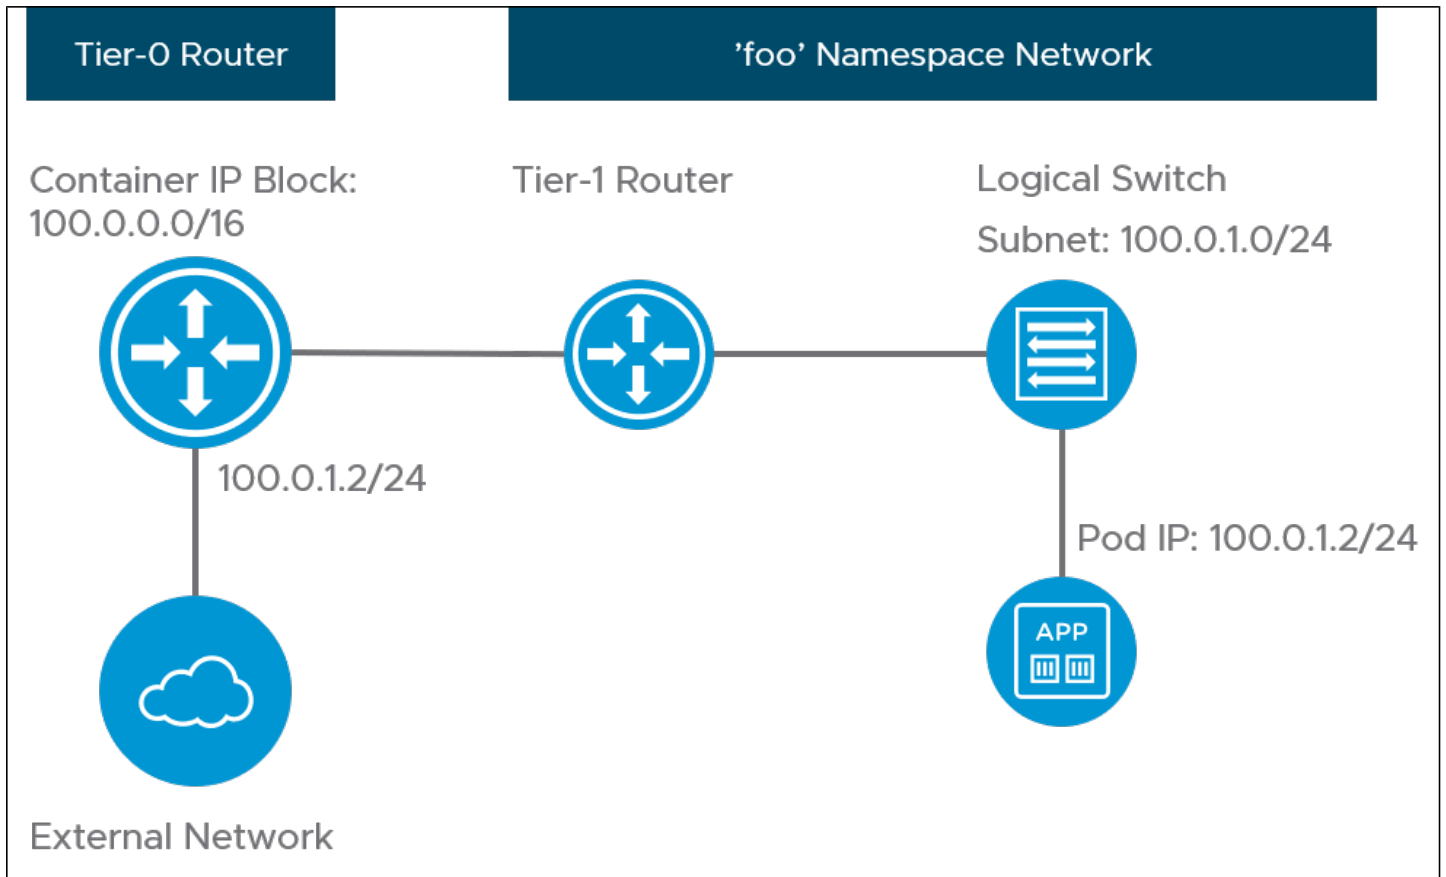 Tier-0 Router
'foo' Namespace Network
Container IP Block:
100.0.0.0/16
Tier-1 Router
Logical Switch
Subnet: 100.0.1.0/24
100.0.1.2/24
Pod IP: 100.0.1.2/24
APP
External Network